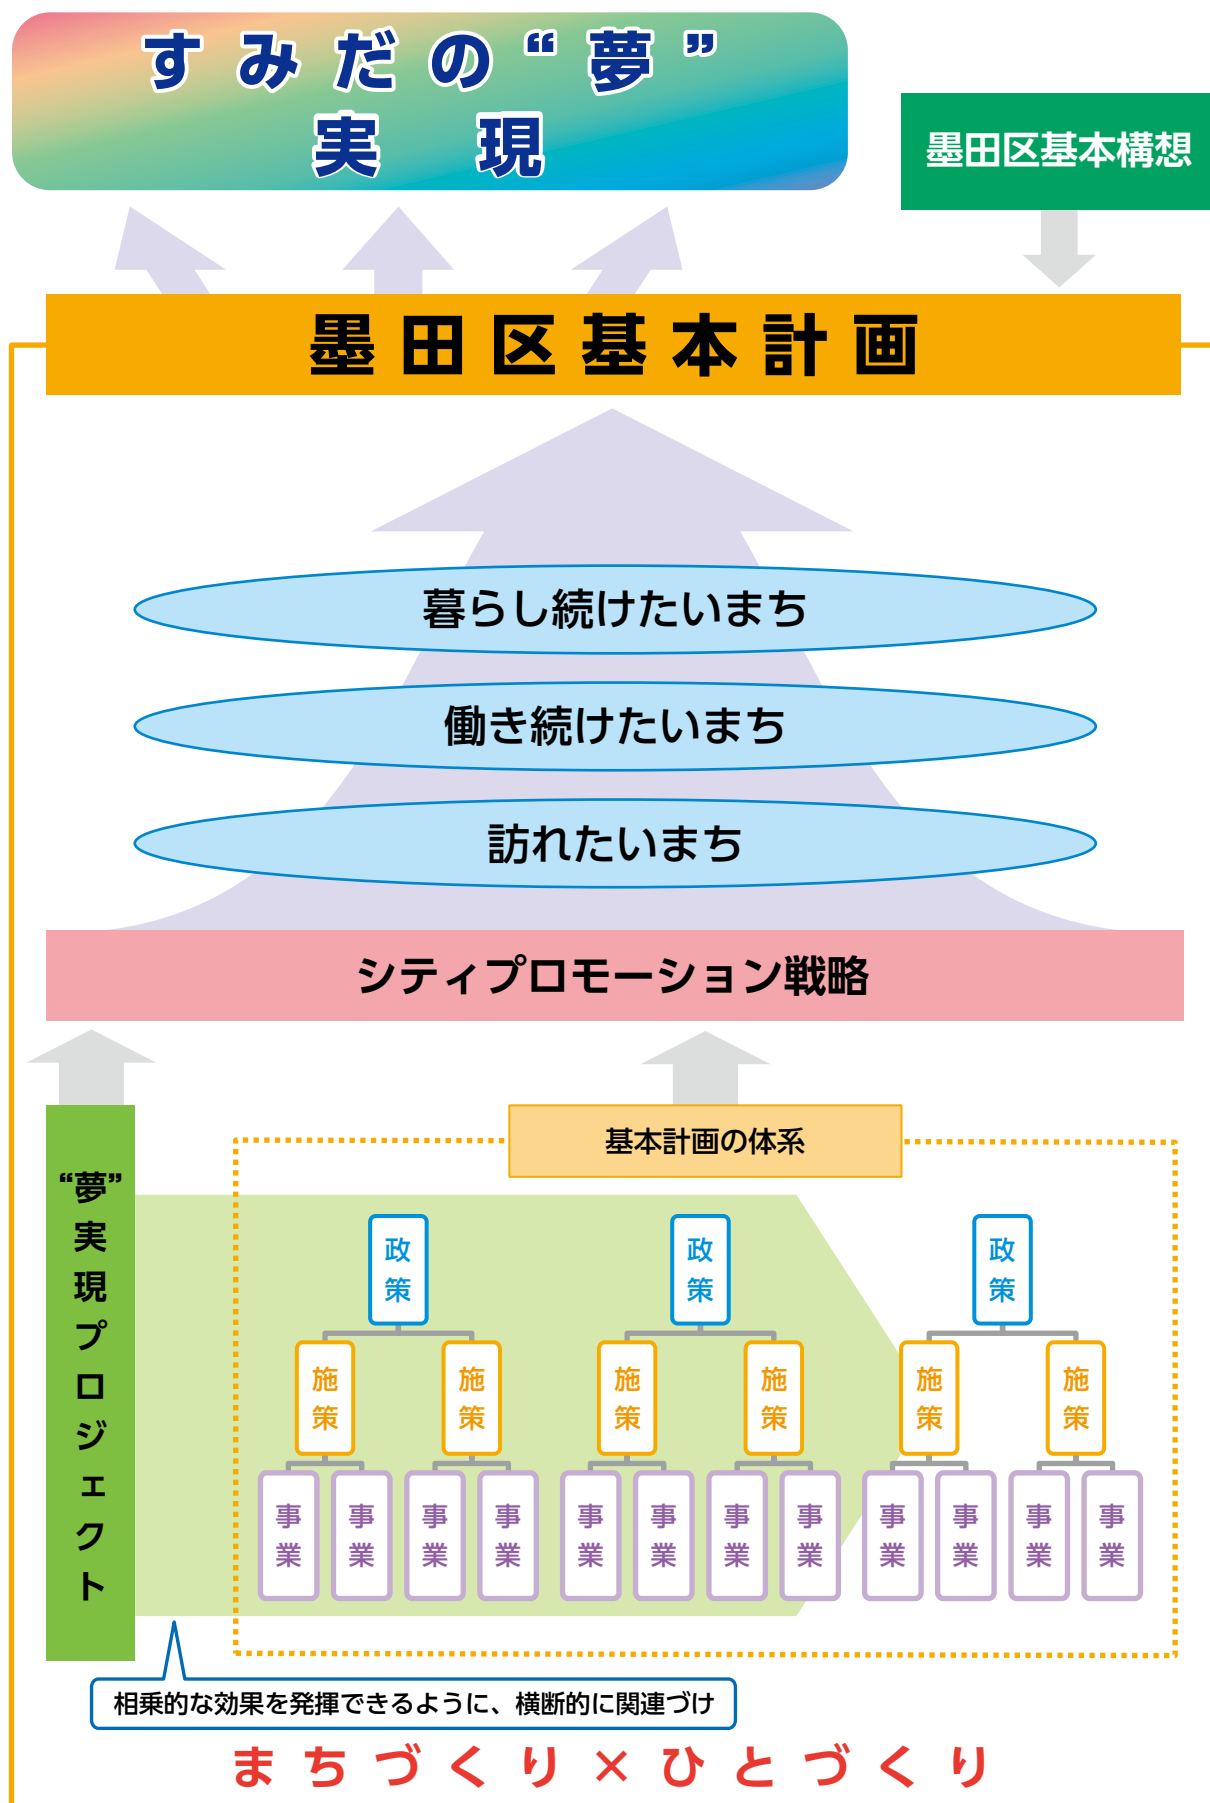 すみだの“夢”
実現
墨田区基本構想
墨田区基本計画
暮らし続けたいまち
働き続けたいまち
訪れたいまち
シティプロモーション戦略
“夢”実現プロジェクト
基本計画の体系
政策
政策
政策
施策
施策
施策
施策
施策
施策
事業
事業
事業
事業
事業
事業
事業
事業
事業
事業
事業
事業
相乗的な効果を発揮できるように、横断的に関連づけ
まちづくり×ひとづくり